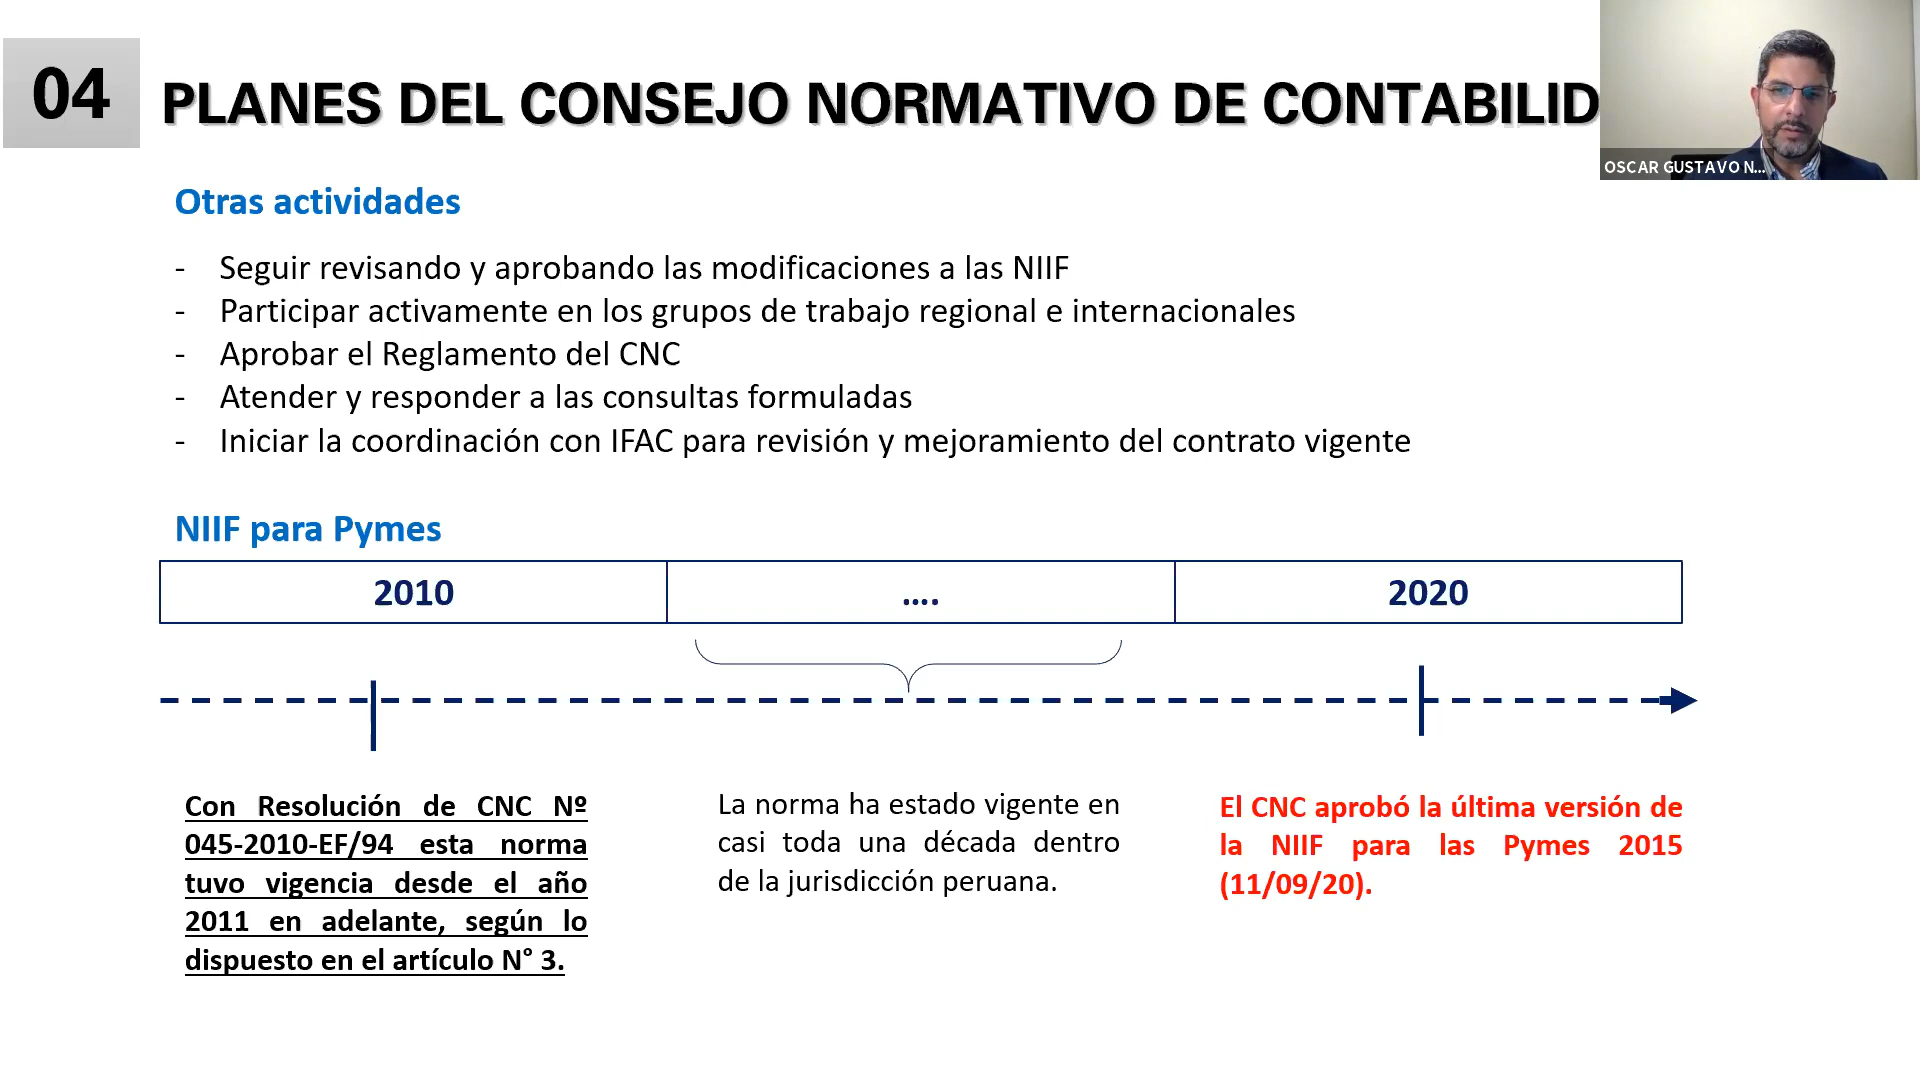 04
PLANES DEL CONSEJO NORMATIVO DE CONTABILID
OSCAR GUSTAVO N...
Otras actividades
- Seguir revisando y aprobando las modificaciones a las NIIF
- Participar activamente en los grupos de trabajo regional e internacionales
- Aprobar el Reglamento del CNC
- Atender y responder a las consultas formuladas
- Iniciar la coordinación con IFAC para revisión y mejoramiento del contrato vigente
NIIF para Pymes
2010
....
2020
Con Resolución de CNC Nº
045-2010-EF/94 esta norma
tuvo vigencia desde el año
2011 en adelante, según lo
dispuesto en el artículo N° 3.
La norma ha estado vigente en
casi toda una década dentro
de la jurisdicción peruana.
El CNC aprobó la última versión de
la NIIF para las Pymes 2015
(11/09/20).